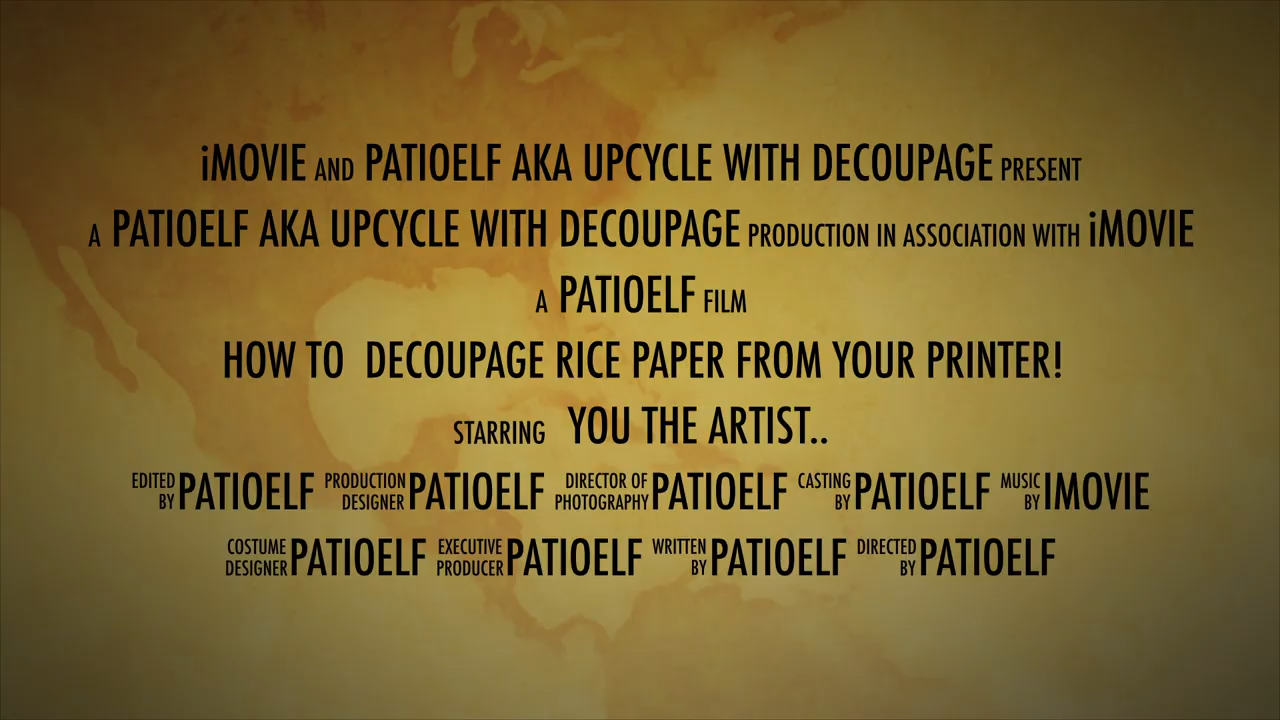 iMOVIE AND PATIOELF AKA UPCYCLE WITH DECOUPAGE PRESENT
A PATIOELF AKA UPCYCLE WITH DECOUPAGE PRODUCTION IN ASSOCIATION WITH iMOVIE
A PATIOELF FILM
HOW TO DECOUPAGE RICE PAPER FROM YOUR PRINTER!
STARRING YOU THE ARTIST..
EDITED BY PATIOELF PRODUCTION DESIGNER PATIOELF DIRECTOR OF PHOTOGRAPHY PATIOELF CASTING BY PATIOELF MUSIC BY IMOVIE
COSTUME DESIGNER PATIOELF EXECUTIVE PRODUCER PATIOELF WRITTEN BY PATIOELF DIRECTED BY PATIOELF